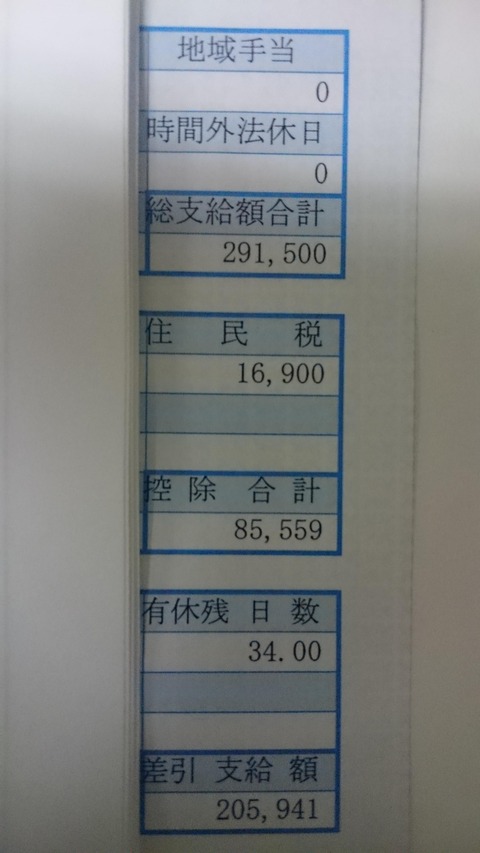 地域手当
0
時間外法休日
0
総支給額合計
291,500
住民税
16,900
控除合計
85,559
有休残日数
34.00
差引支給額
205,941